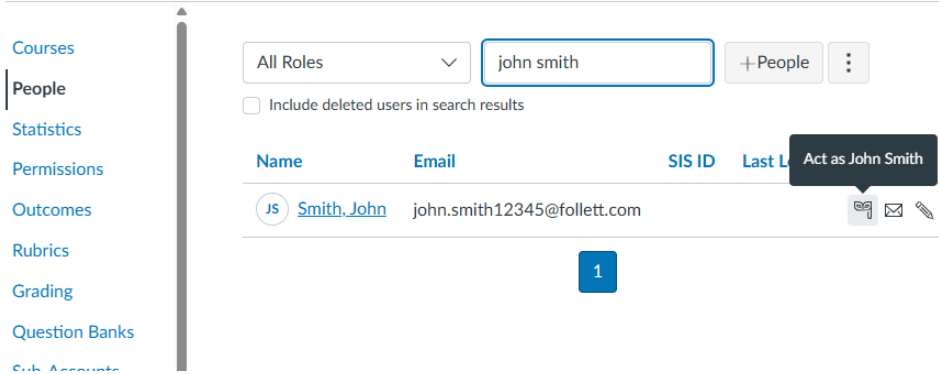 Courses
People
Statistics
Permissions
Outcomes
Rubrics
Grading
Question Banks
All Roles
john smith
+People
Include deleted users in search results
Name Email SIS ID Last
Act as John Smith
JS Smith, John john.smith12345@follett.com
1